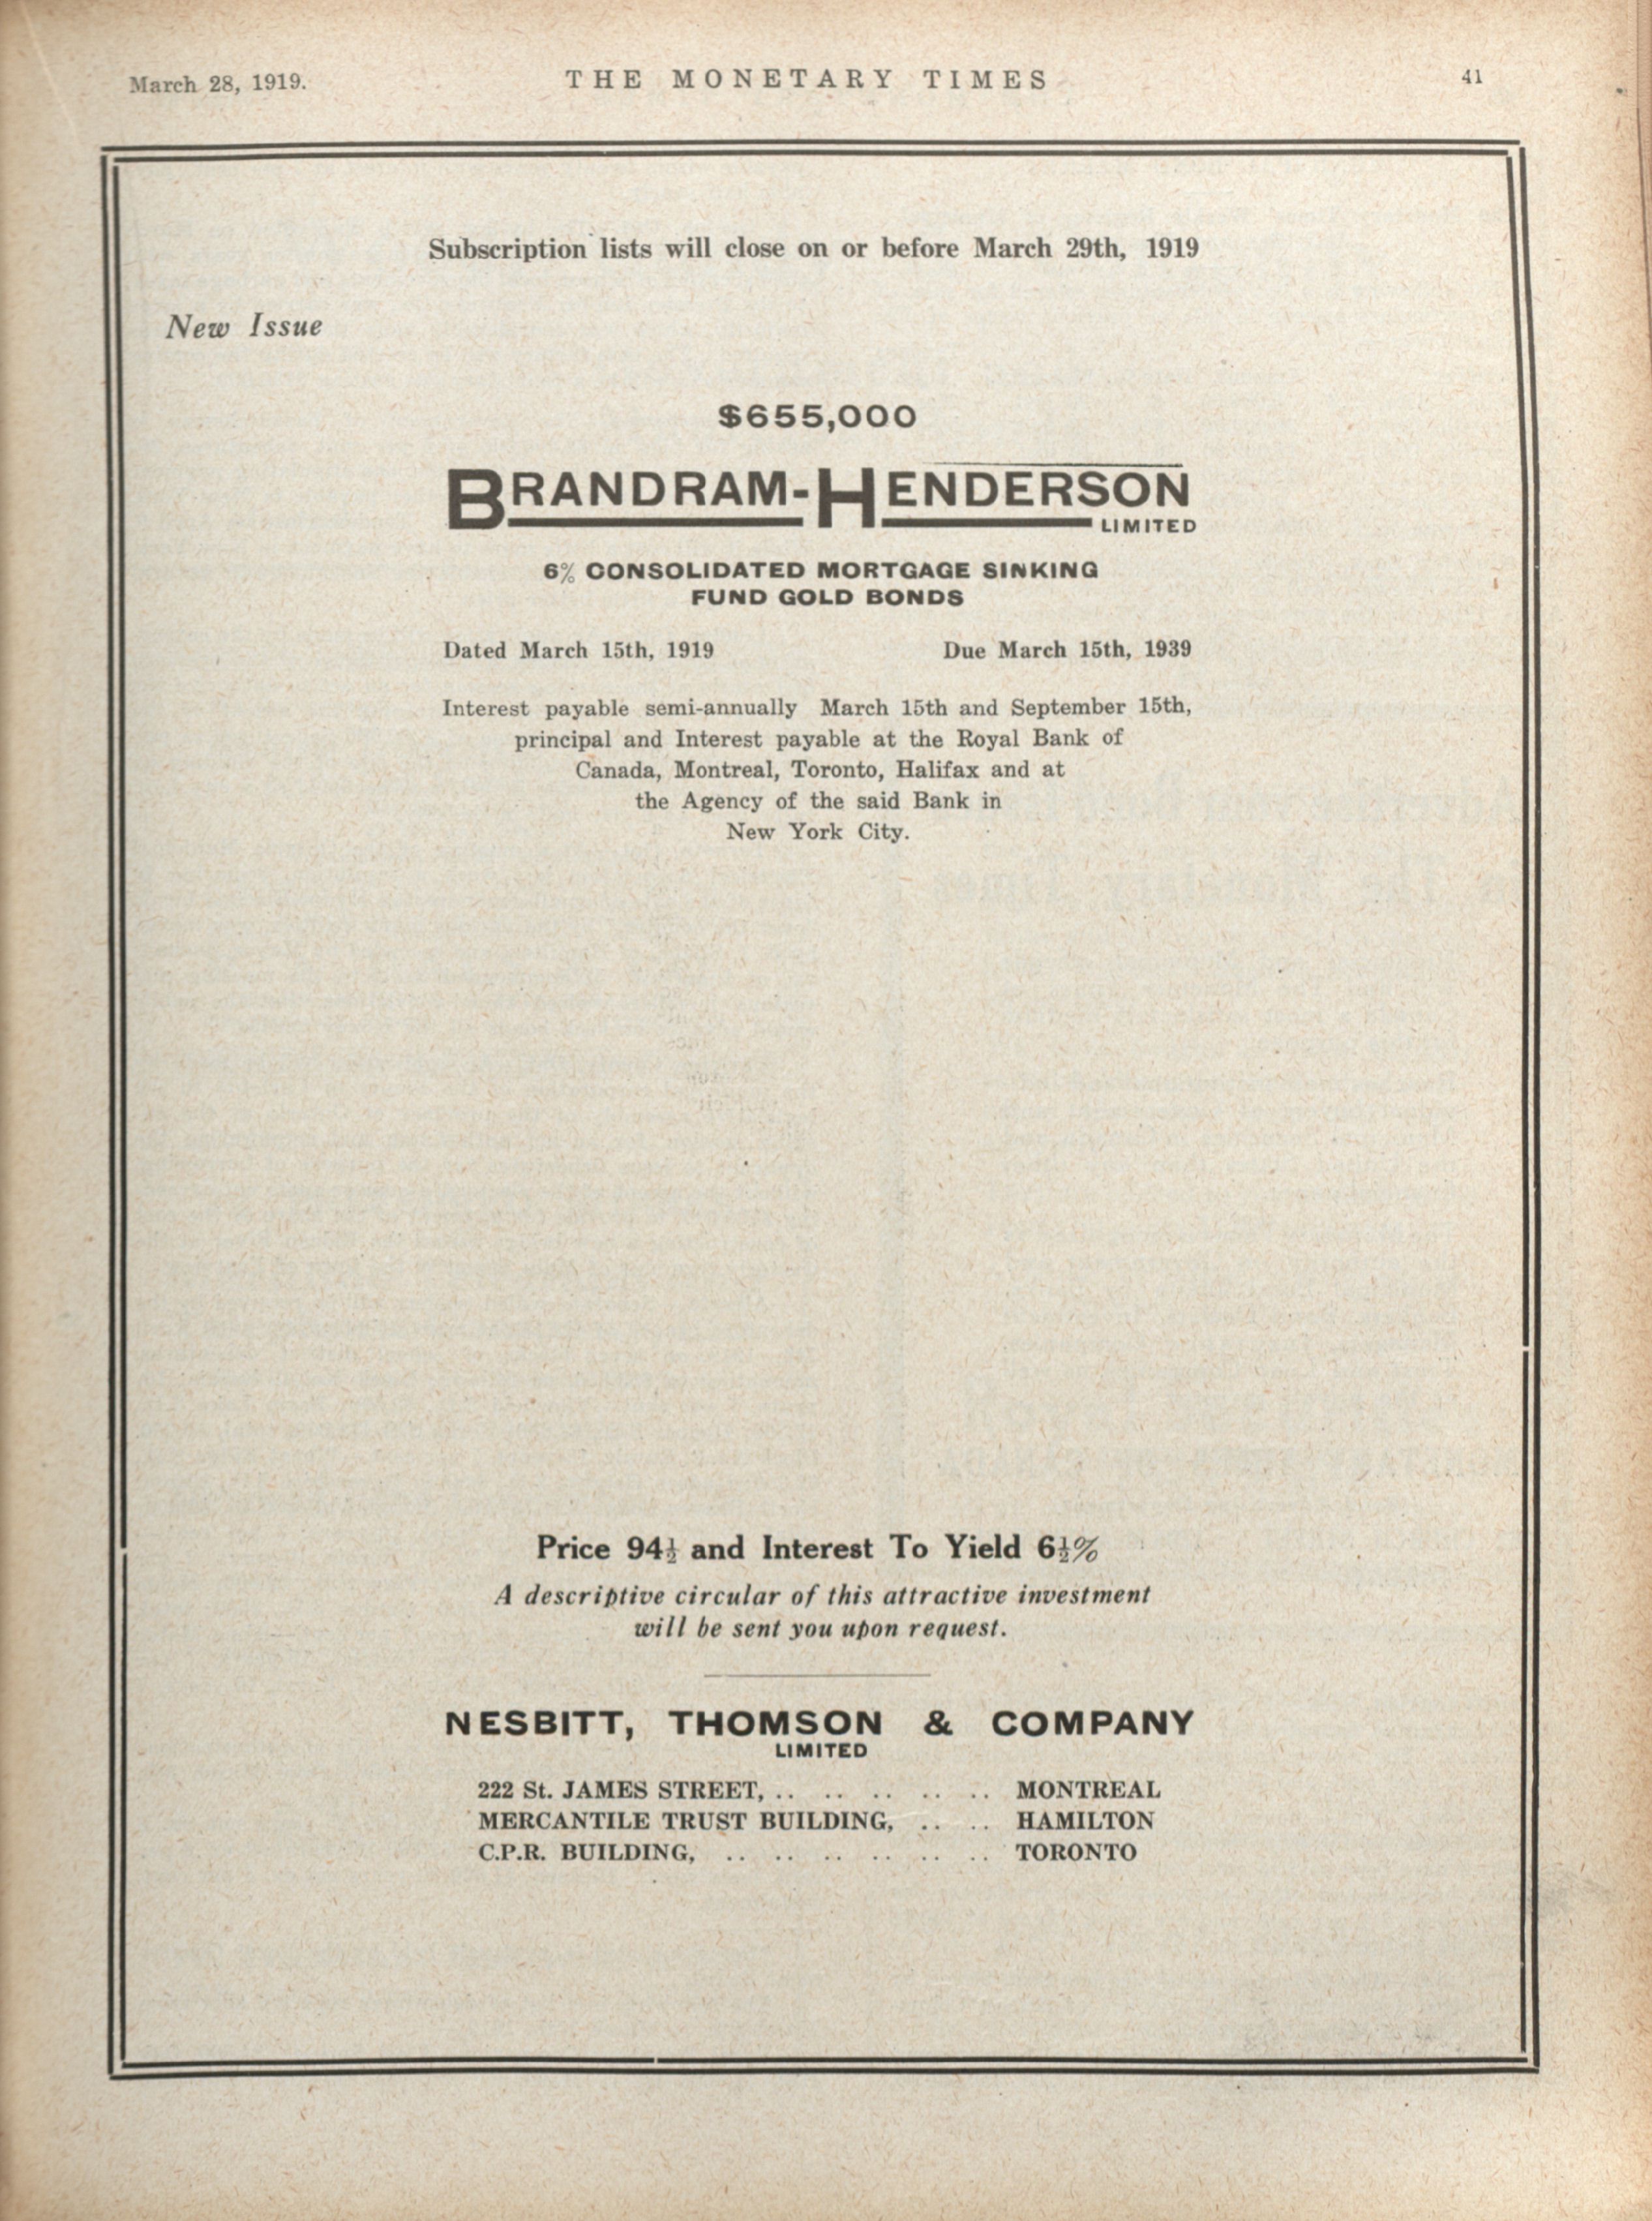 March 28, 1919.
THE MONETARY TIMES
41
Subscription lists will close on or before March 29th, 1919
New Issue
$655,000
BRANDRAM-HENDERSON
LIMITED
6% CONSOLIDATED MORTGAGE SINKING
FUND GOLD BONDS
Dated March 15th, 1919 Due March 15th, 1939
Interest payable semi-annually March 15th and September 15th,
principal and Interest payable at the Royal Bank of
Canada, Montreal, Toronto, Halifax and at
the Agency of the said Bank in
New York City.
Price 94½ and Interest To Yield 6½%
A descriptive circular of this attractive investment
will be sent you upon request.
NESBITT, THOMSON & COMPANY
LIMITED
222 St. JAMES STREET, .. .. .. .. .. MONTREAL
MERCANTILE TRUST BUILDING, .. .. HAMILTON
C.P.R. BUILDING, .. .. .. .. .. .. TORONTO